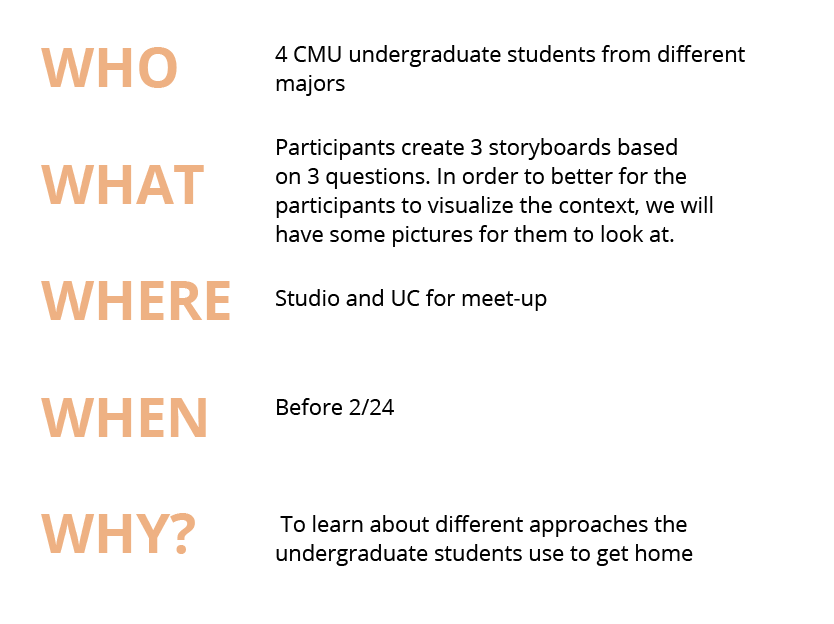 WHO
4 CMU undergraduate students from different
majors
WHAT
Participants create 3 storyboards based
on 3 questions. In order to better for the
participants to visualize the context, we will
have some pictures for them to look at.
WHERE
Studio and UC for meet-up
WHEN
Before 2/24
WHY?
To learn about different approaches the
undergraduate students use to get home